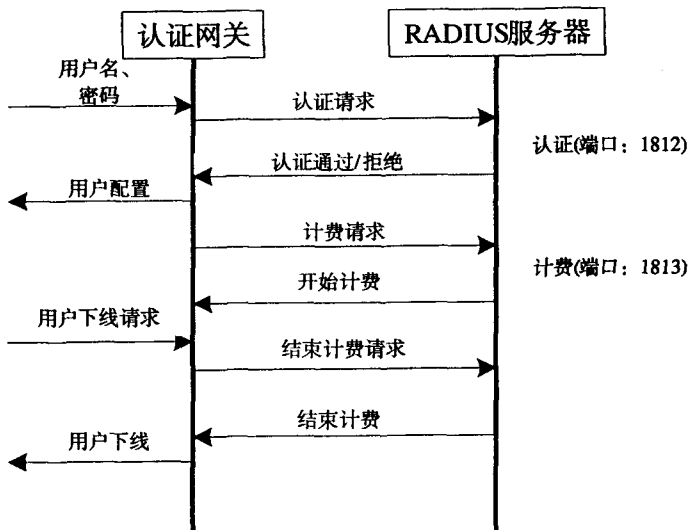 认证网关
RADIUS服务器
用户名、
密码
认证请求
认证(端口：1812)
认证通过/拒绝
用户配置
计费请求
计费(端口：1813)
开始计费
用户下线请求
结束计费请求
结束计费
用户下线